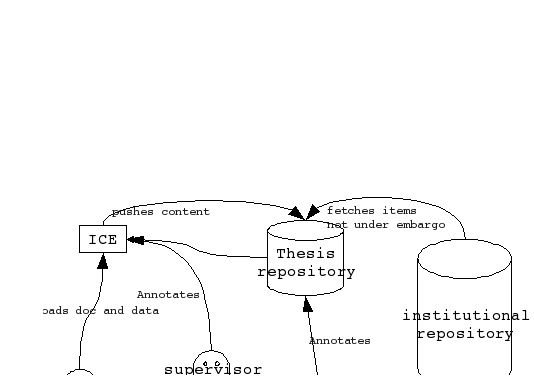 pushes content
fetches items
not under embargo
ICE
Thesis
repository
Annotates
oads doc and data
institutional
repository
Annotates
supervisor